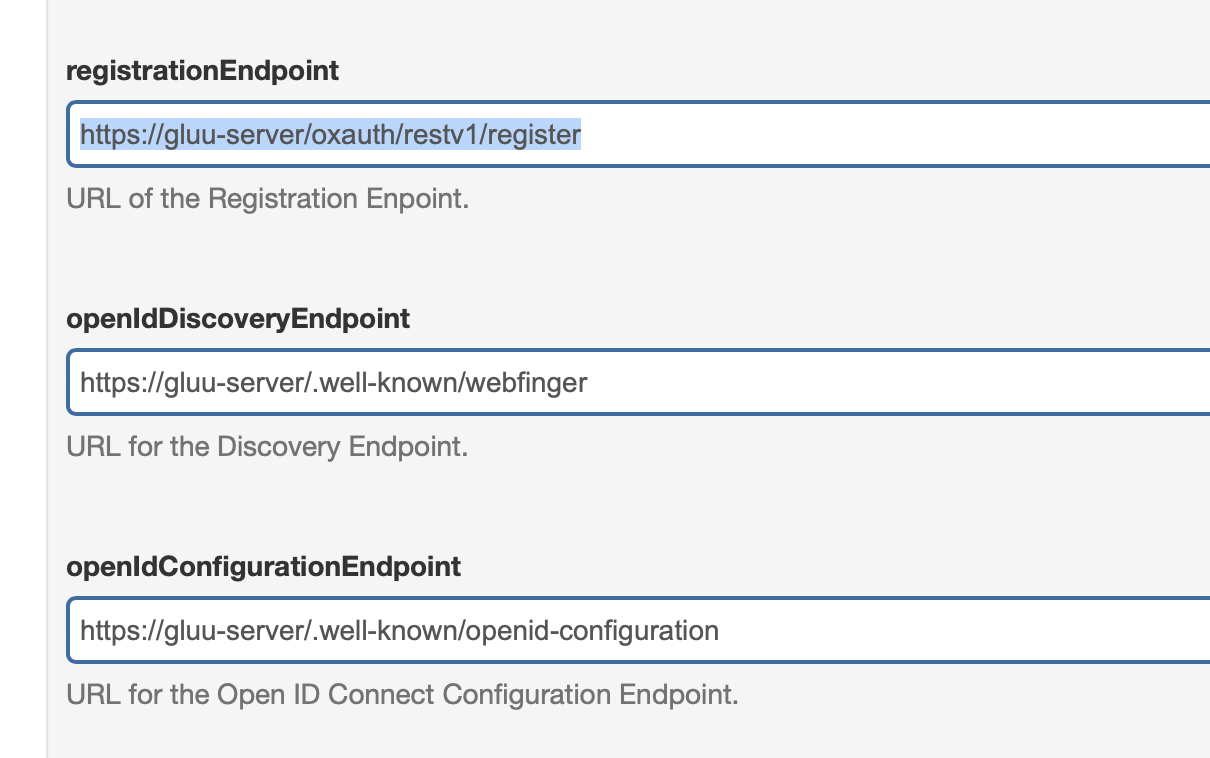 registrationEndpoint
https://gluu-server/oxauth/restv1/register
URL of the Registration Enpoint.
openIdDiscoveryEndpoint
https://gluu-server/.well-known/webfinger
URL for the Discovery Endpoint.
openIdConfigurationEndpoint
https://gluu-server/.well-known/openid-configuration
URL for the Open ID Connect Configuration Endpoint.